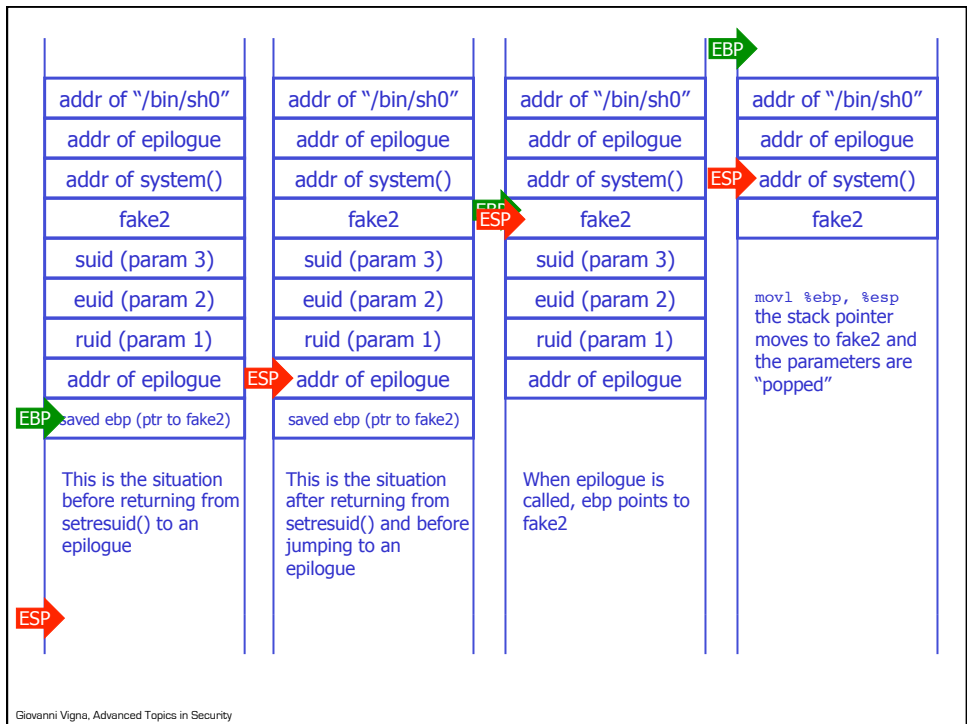 EBP
addr of “/bin/sh0”
addr of epilogue
addr of system()
fake2
suid (param 3)
euid (param 2)
ruid (param 1)
addr of epilogue
EBP
saved ebp (ptr to fake2)
This is the situation
before returning from
setresuid() to an
epilogue
ESP
addr of “/bin/sh0”
addr of epilogue
addr of system()
fake2
suid (param 3)
euid (param 2)
ruid (param 1)
ESP
addr of epilogue
saved ebp (ptr to fake2)
This is the situation
after returning from
setresuid() and before
jumping to an
epilogue
addr of “/bin/sh0”
addr of epilogue
addr of system()
EBP
ESP
fake2
suid (param 3)
euid (param 2)
ruid (param 1)
addr of epilogue
When epilogue is
called, ebp points to
fake2
addr of “/bin/sh0”
addr of epilogue
ESP
addr of system()
fake2
movl %ebp, %esp
the stack pointer
moves to fake2 and
the parameters are
“popped”
Giovanni Vigna, Advanced Topics in Security